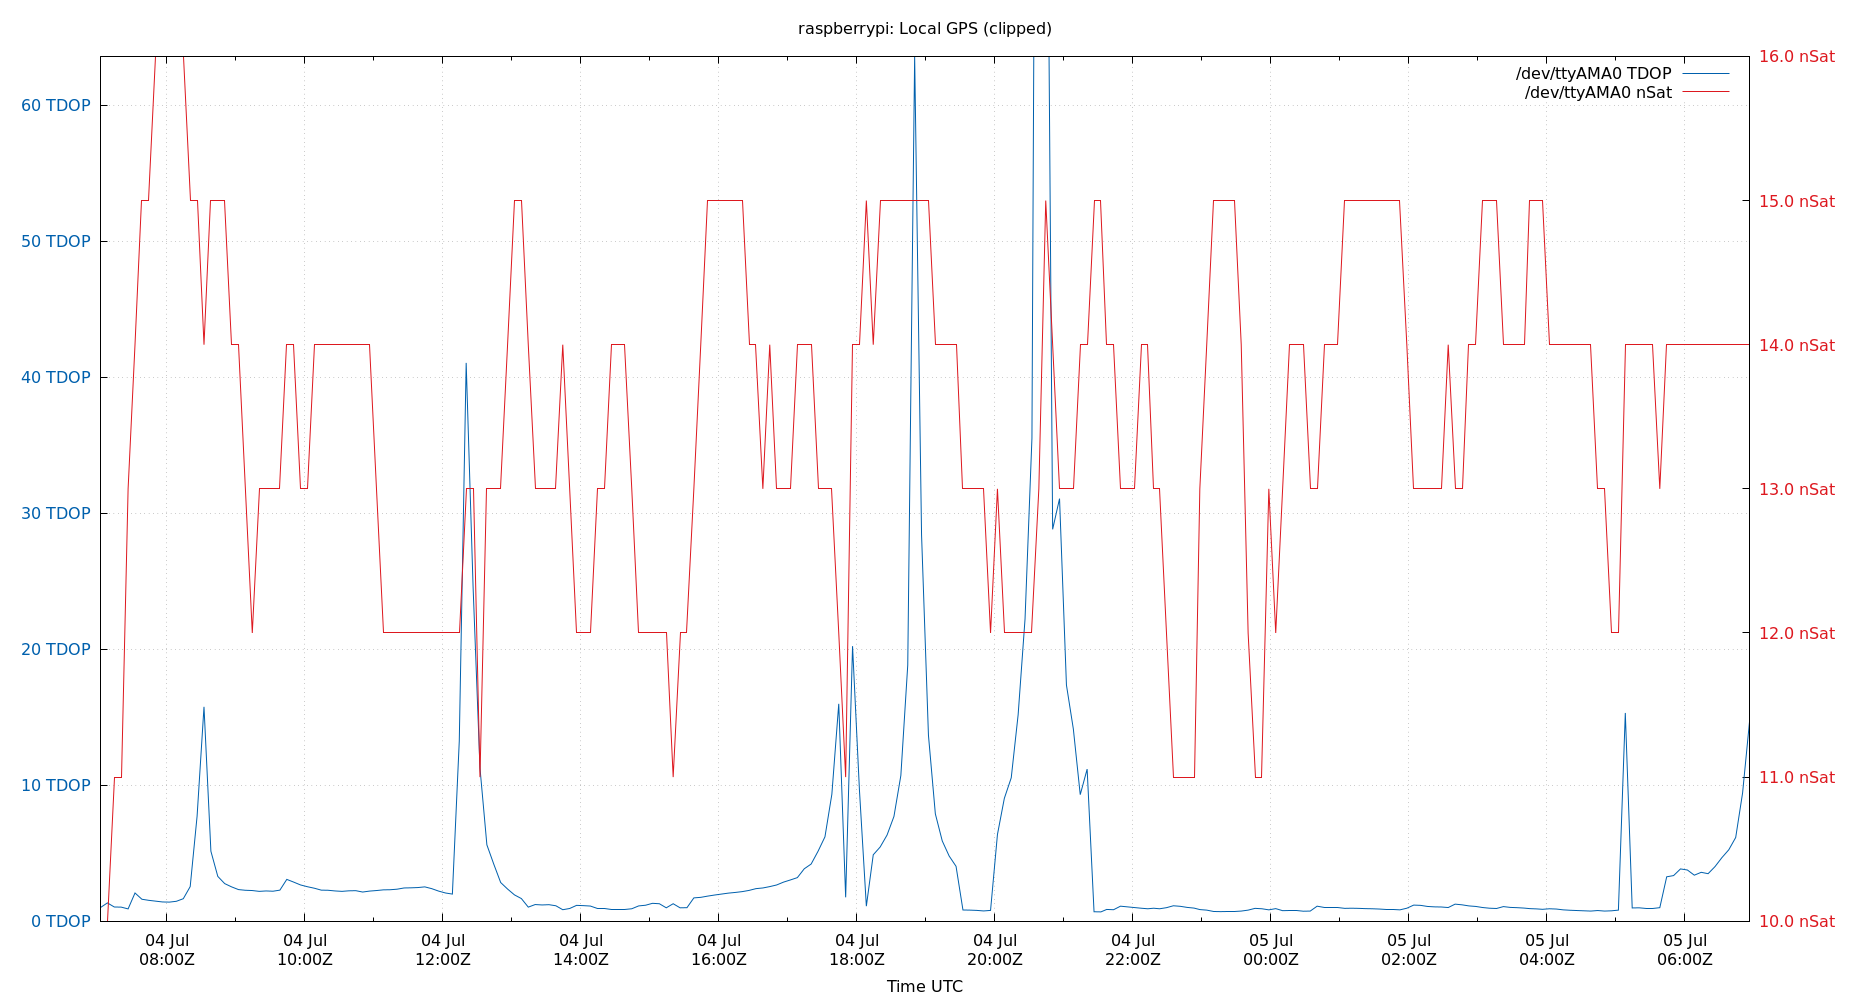 raspberrypi: Local GPS (clipped)
/dev/ttyAMA0 TDOP
/dev/ttyAMA0 nSat
60 TDOP
50 TDOP
40 TDOP
30 TDOP
20 TDOP
10 TDOP
0 TDOP
16.0 nSat
15.0 nSat
14.0 nSat
13.0 nSat
12.0 nSat
11.0 nSat
10.0 nSat
04 Jul
08:00Z
04 Jul
10:00Z
04 Jul
12:00Z
04 Jul
14:00Z
04 Jul
16:00Z
04 Jul
18:00Z
04 Jul
20:00Z
04 Jul
22:00Z
05 Jul
00:00Z
05 Jul
02:00Z
05 Jul
04:00Z
05 Jul
06:00Z
Time UTC